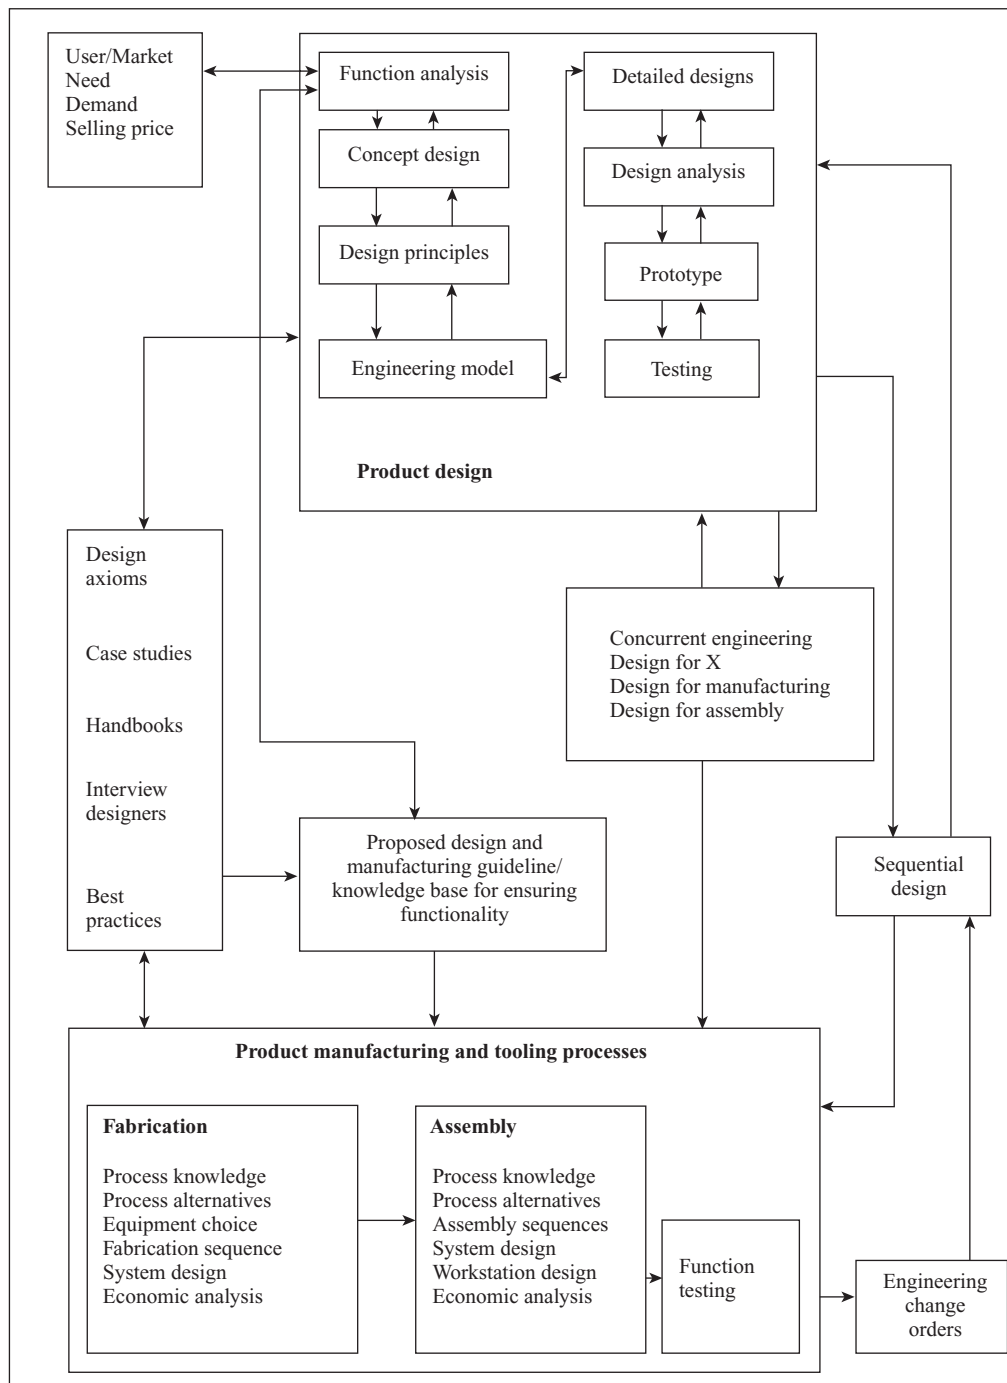 User/Market
Need
Demand
Selling price
Function analysis
Concept design
Design principles
Engineering model
Detailed designs
Design analysis
Prototype
Testing
Product design
Design
axioms
Case studies
Handbooks
Interview
designers
Best
practices
Concurrent engineering
Design for X
Design for manufacturing
Design for assembly
Proposed design and
manufacturing guideline/
knowledge base for ensuring
functionality
Sequential
design
Product manufacturing and tooling processes
Fabrication
Process knowledge
Process alternatives
Equipment choice
Fabrication sequence
System design
Economic analysis
Assembly
Process knowledge
Process alternatives
Assembly sequences
System design
Workstation design
Economic analysis
Function
testing
Engineering
change
orders